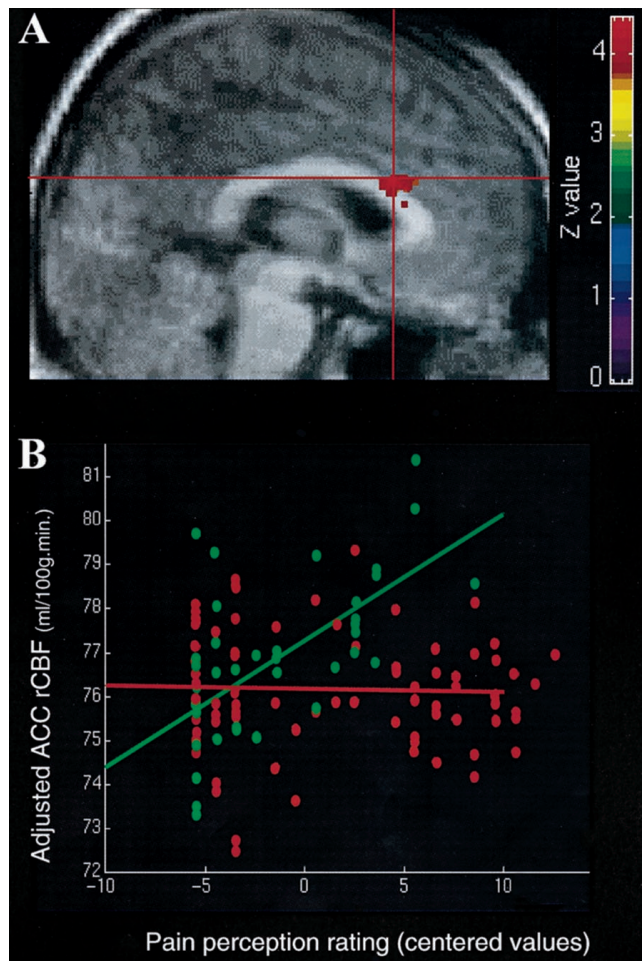 A
4
3
Z value
2
1
0
B
81
80
79
78
77
76
75
74
73
72
Adjusted ACC rCBF (ml/100g.min.)
-10 -5 0 5 10
Pain perception rating (centered values)